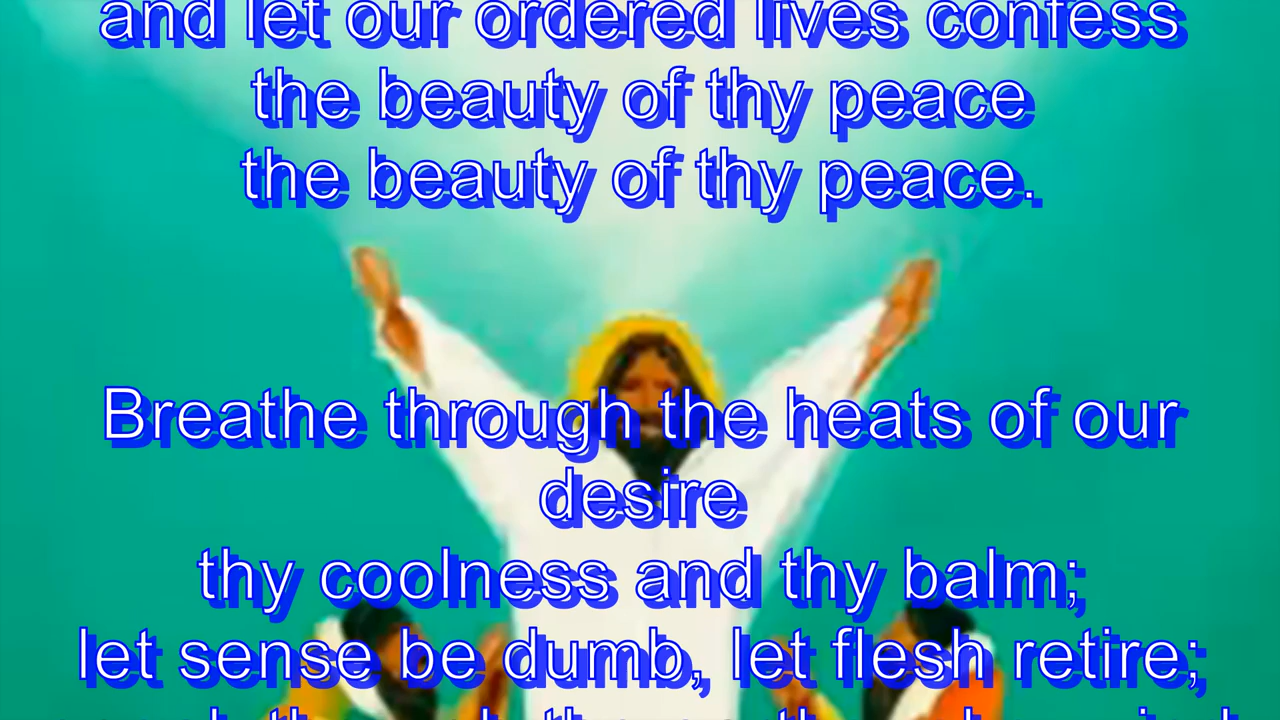 and let our ordered lives confess
the beauty of thy peace
the beauty of thy peace.
Breathe through the heats of our
desire
thy coolness and thy balm;
let sense be dumb, let flesh retire;